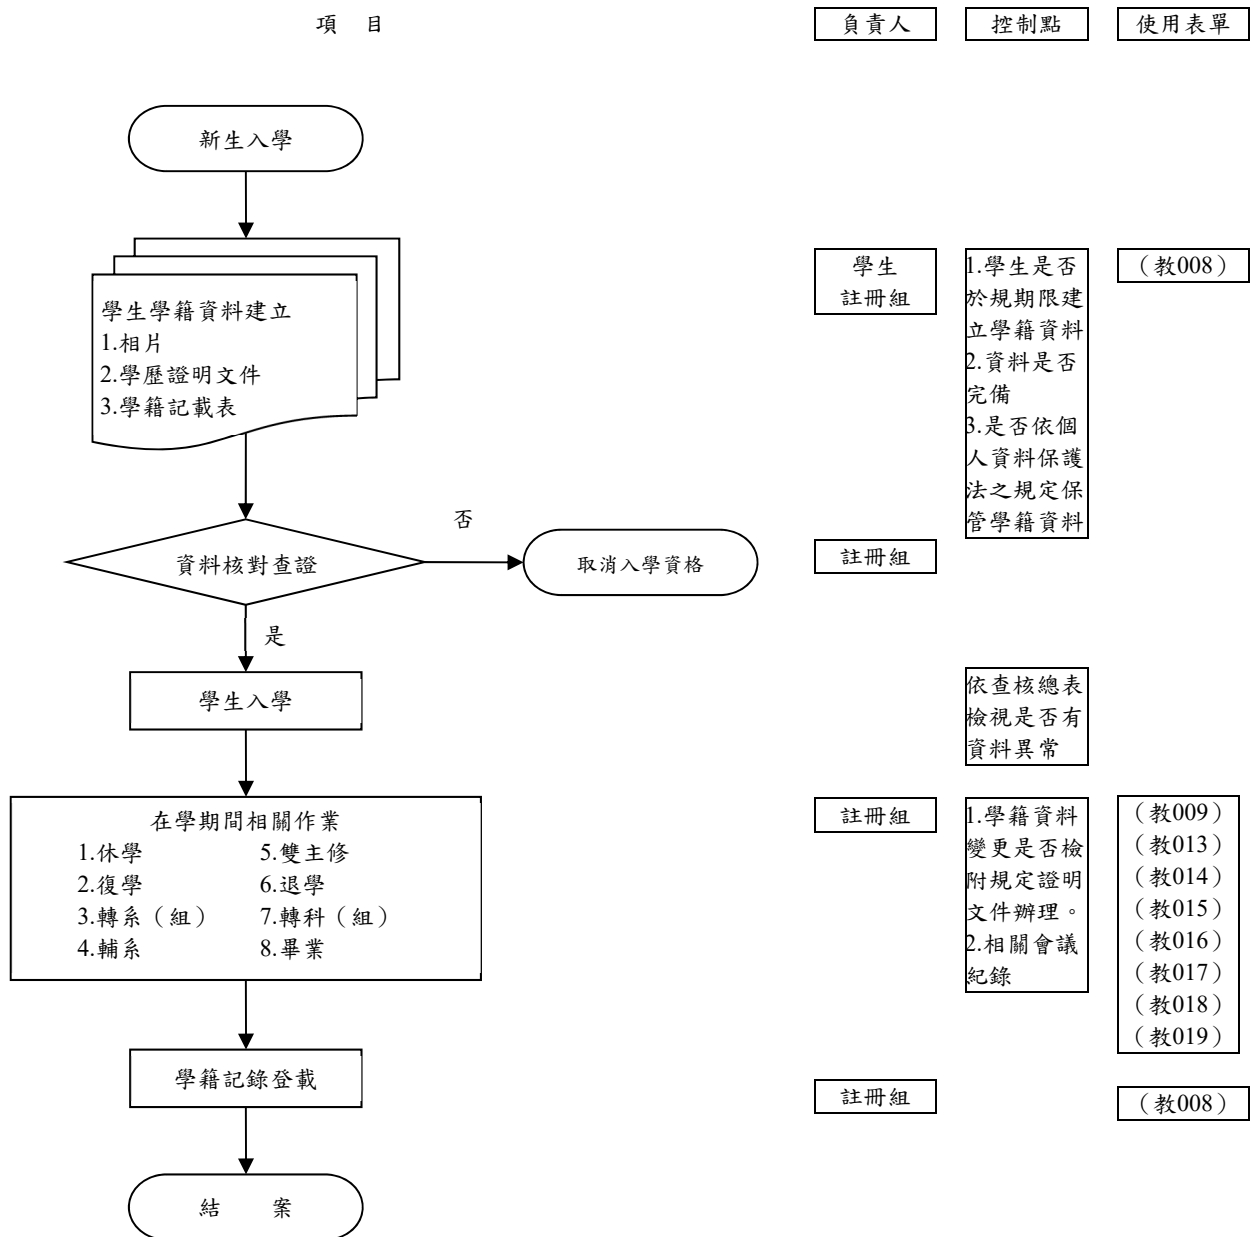 項 目
負責人
控制點
使用表單
新生入學
學生學籍資料建立
1.相片
2.學歷證明文件
3.學籍記載表
學生
註冊組
1.學生是否
於規期限建
立學籍資料
2.資料是否
完備
3.是否依個
人資料保護
法之規定保
管學籍資料
（教008）
資料核對查證
否
取消入學資格
註冊組
是
學生入學
依查核總表
檢視是否有
資料異常
在學期間相關作業
1.休學
2.復學
3.轉系（組）
4.輔系
5.雙主修
6.退學
7.轉科（組）
8.畢業
註冊組
1.學籍資料
變更是否檢
附規定證明
文件辦理。
2.相關會議
紀錄
（教009）
（教013）
（教014）
（教015）
（教016）
（教017）
（教018）
（教019）
學籍記錄登載
註冊組
（教008）
結 案